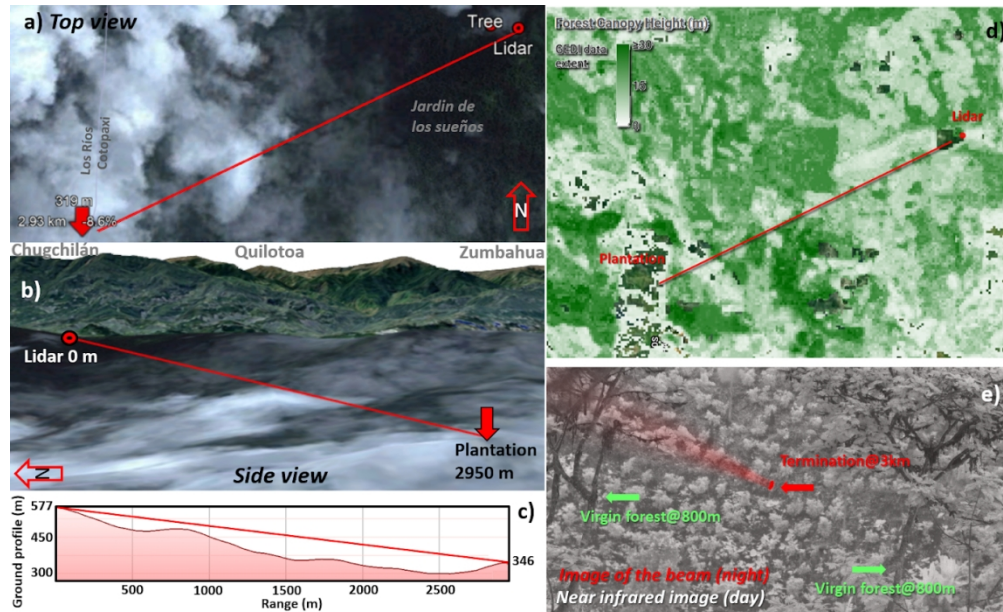 a) Top view
Tree
Lidar
Jardin de
los sueños
Los Ríos
Cotopaxi
319 m
2.93 km -8.6%
N
Chugchilán Quilotoa Zumbahua
b)
Lidar 0 m
Plantation
2950 m
N
Side view
577
450
300
Ground profile (m)
c)
346
500 1000 1500 2000 2500
Range (m)
d)
Forest Canopy Height (m)
GEDI data
extent
≥30
15
0
Lidar
Plantation
e)
Termination@3km
Virgin forest@800m
Virgin forest@800m
Image of the beam (night)
Near infrared image (day)